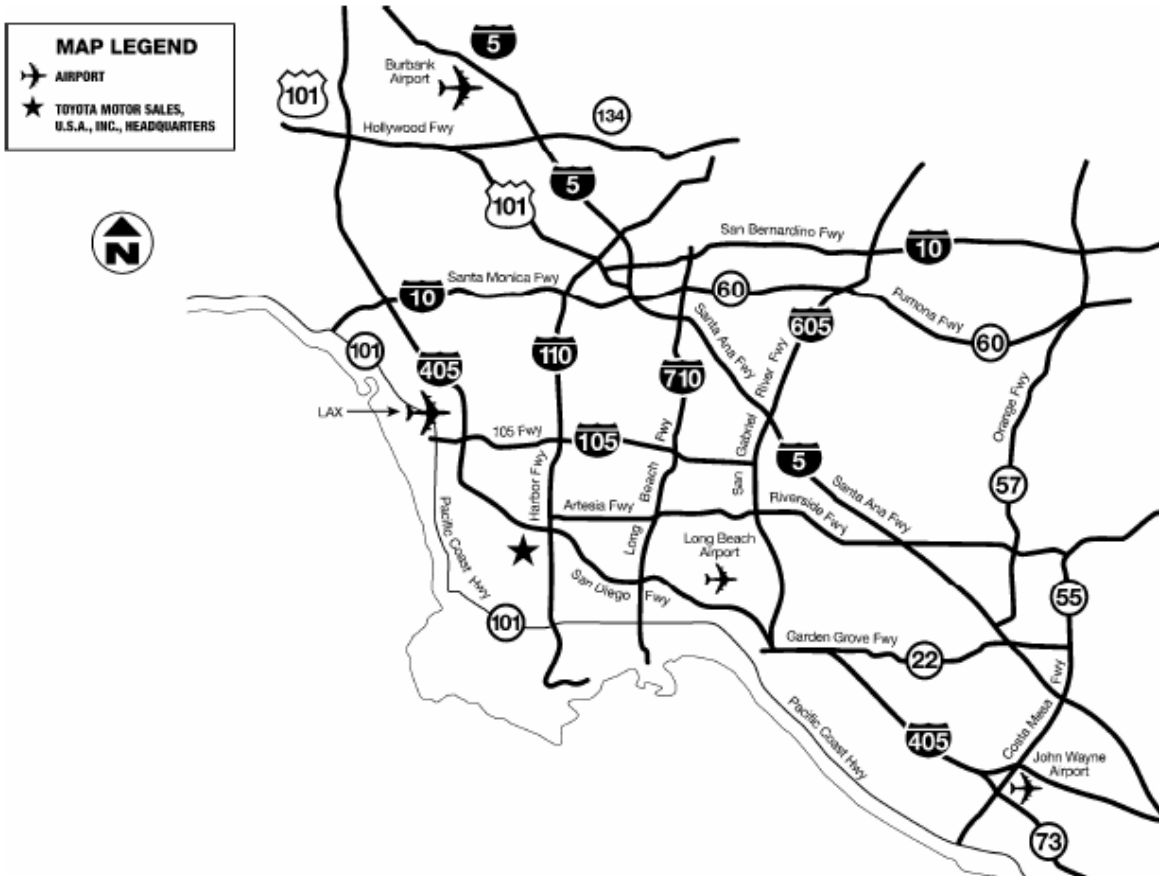 MAP LEGEND
AIRPORT
TOYOTA MOTOR SALES,
U.S.A., INC., HEADQUARTERS
N
5
Burbank
Airport
101
Hollywood Fwy
134
5
101
San Bernardino Fwy
10
Santa Monica Fwy
10
60
Pomona Fwy
60
605
101
405
110
710
Santa Ana Fwy
San Gabriel River Fwy
Orange Fwy
LAX
105 Fwy
105
5
57
Harbor Fwy
Long Beach Fwy
Artesia Fwy
Riverside Fwy
Santa Ana Fwy
Pacific Coast Hwy
Long Beach
Airport
San Diego Fwy
55
101
Garden Grove Fwy
22
Pacific Coast Hwy
405
Costa Mesa Fwy
John Wayne
Airport
73